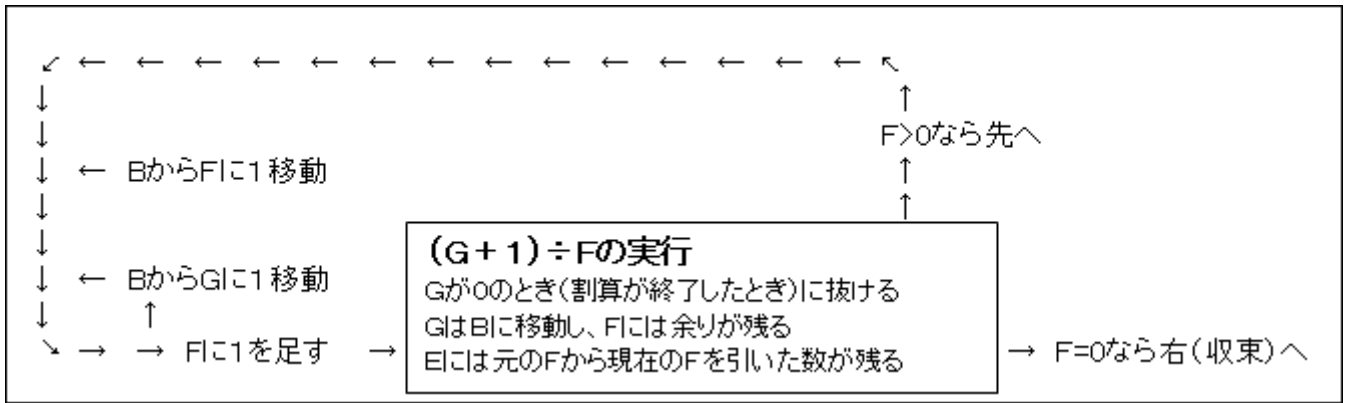 ↙ ← ← ← ← ← ← ← ← ← ← ← ← ← ← ↖
↓ ↑
↓ F>0なら先へ
↓ ← BからFに1移動 ↑
↓ ↑
↓ (G+1)÷Fの実行
↓ ← BからGに1移動 Gが0のとき(割算が終了したとき)に抜ける
↓ ↑ GはBに移動し、Fには余りが残る
↘ → → Fに1を足す → Eには元のFから現在のFを引いた数が残る → F=0なら右(収束)へ